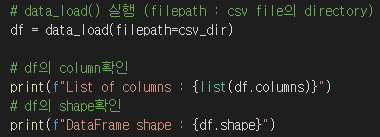 # data_load() 실행 (filepath : csv file의 directory)
df = data_load(filepath=csv_dir)
# df의 column확인
print(f"List of columns : {list(df.columns)}")
# df의 shape확인
print(f"DataFrame shape : {df.shape}")